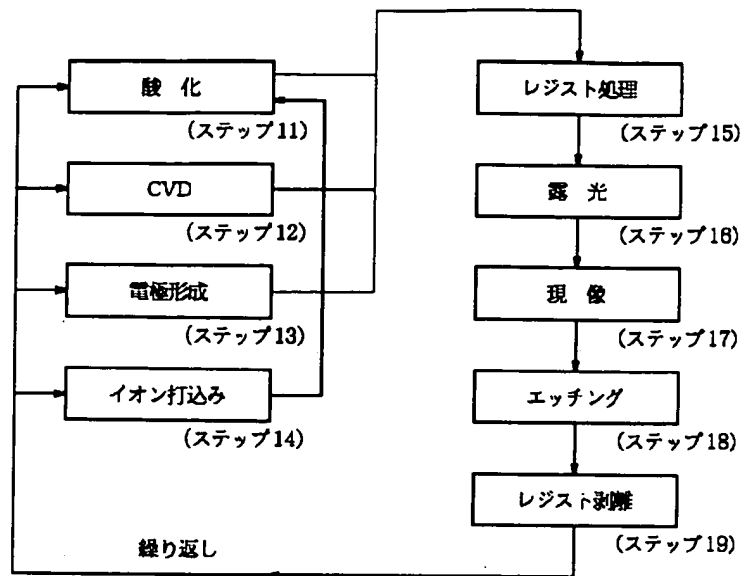 酸化
(ステップ11)
CVD
(ステップ12)
電極形成
(ステップ13)
イオン打込み
(ステップ14)
レジスト処理
(ステップ15)
露光
(ステップ16)
現像
(ステップ17)
エッチング
(ステップ18)
レジスト剥離
(ステップ19)
繰り返し